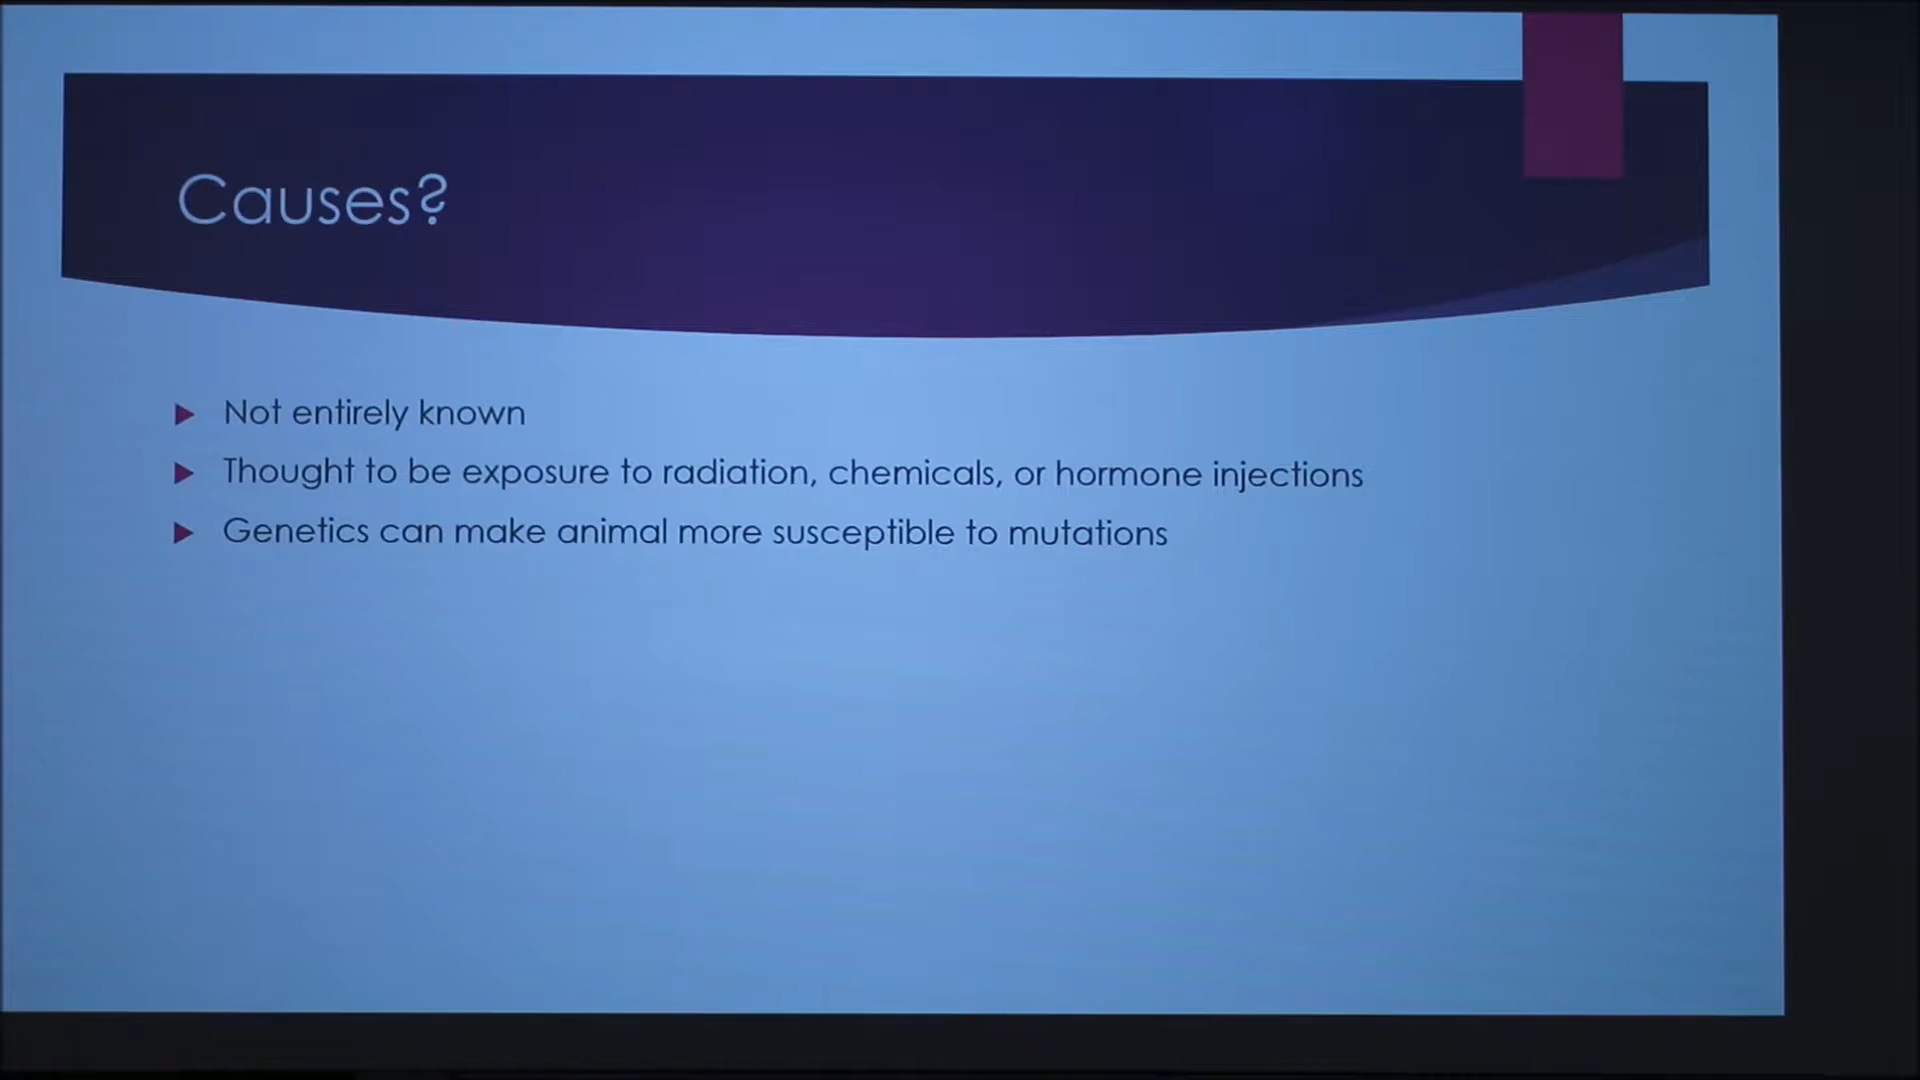 Causes?
Not entirely known
Thought to be exposure to radiation, chemicals, or hormone injections
Genetics can make animal more susceptible to mutations